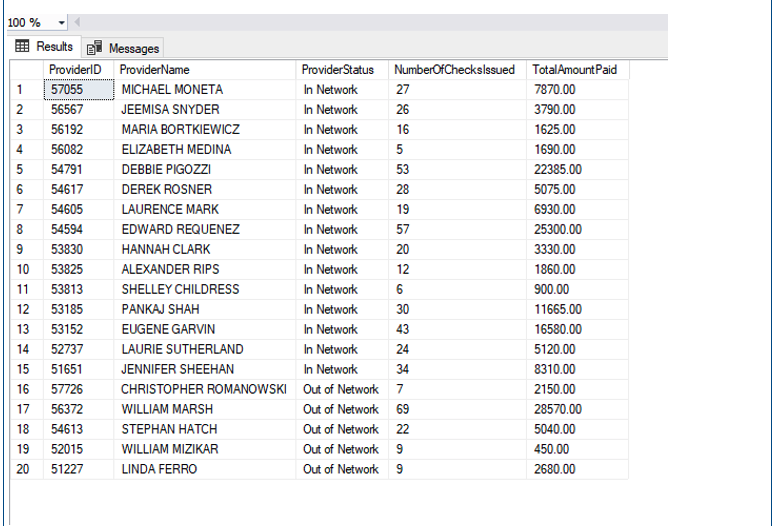 100 %
Results Messages
ProviderID ProviderName ProviderStatus NumberOfChecksIssued TotalAmountPaid
1 57055 MICHAEL MONETA In Network 27 7870.00
2 56567 JEEMISA SNYDER In Network 26 3790.00
3 56192 MARIA BORTKIEWICZ In Network 16 1625.00
4 56082 ELIZABETH MEDINA In Network 5 1690.00
5 54791 DEBBIE PIGOZZI In Network 53 22385.00
6 54617 DEREK ROSNER In Network 28 5075.00
7 54605 LAURENCE MARK In Network 19 6930.00
8 54594 EDWARD REQUENEZ In Network 57 25300.00
9 53830 HANNAH CLARK In Network 20 3330.00
10 53825 ALEXANDER RIPS In Network 12 1860.00
11 53813 SHELLEY CHILDRESS In Network 6 900.00
12 53185 PANKAJ SHAH In Network 30 11665.00
13 53152 EUGENE GARVIN In Network 43 16580.00
14 52737 LAURIE SUTHERLAND In Network 24 5120.00
15 51651 JENNIFER SHEEHAN In Network 34 8310.00
16 57726 CHRISTOPHER ROMANOWSKI Out of Network 7 2150.00
17 56372 WILLIAM MARSH Out of Network 69 28570.00
18 54613 STEPHAN HATCH Out of Network 22 5040.00
19 52015 WILLIAM MIZIKAR Out of Network 9 450.00
20 51227 LINDA FERRO Out of Network 9 2680.00